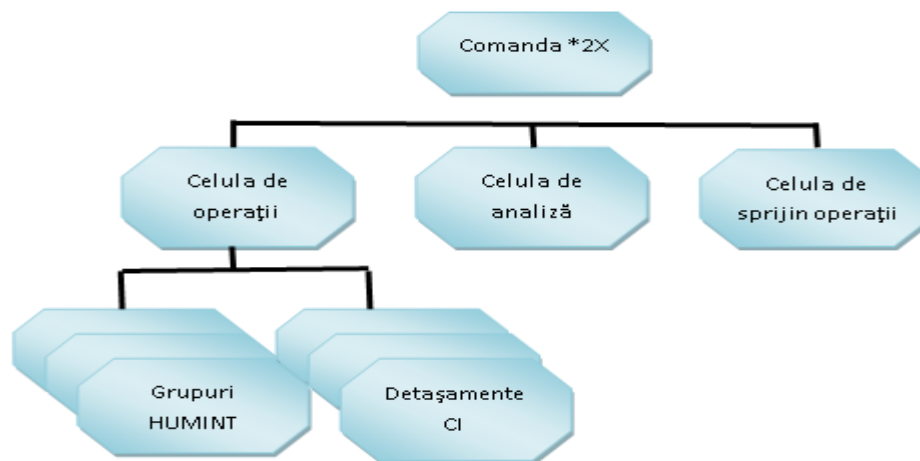 Comanda *2X
Celula de
operaţii
Celula de
analiză
Celula de
sprijin operaţii
Grupuri
HUMINT
Detaşamente
CI